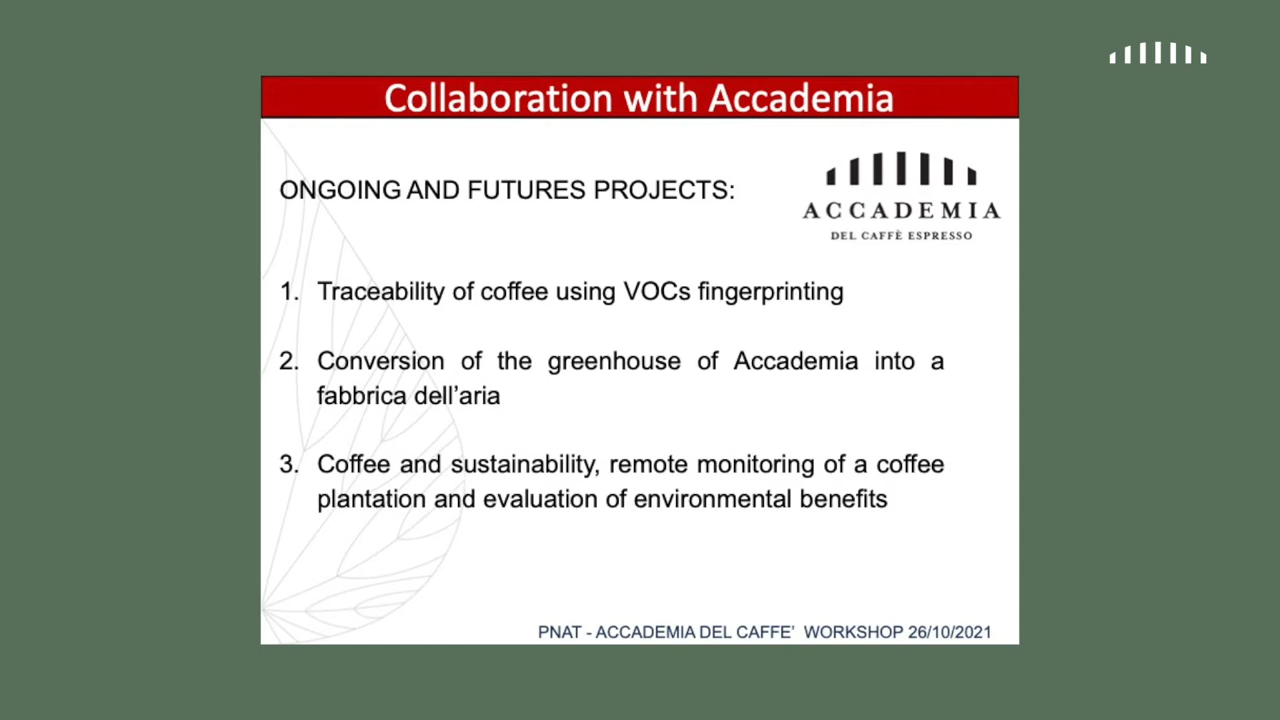 Collaboration with Accademia
ONGOING AND FUTURES PROJECTS:
ACCADEMIA
DEL CAFFÈ ESPRESSO
1. Traceability of coffee using VOCs fingerprinting
2. Conversion of the greenhouse of Accademia into a
fabbrica dell’aria
3. Coffee and sustainability, remote monitoring of a coffee
plantation and evaluation of environmental benefits
PNAT - ACCADEMIA DEL CAFFE’ WORKSHOP 26/10/2021